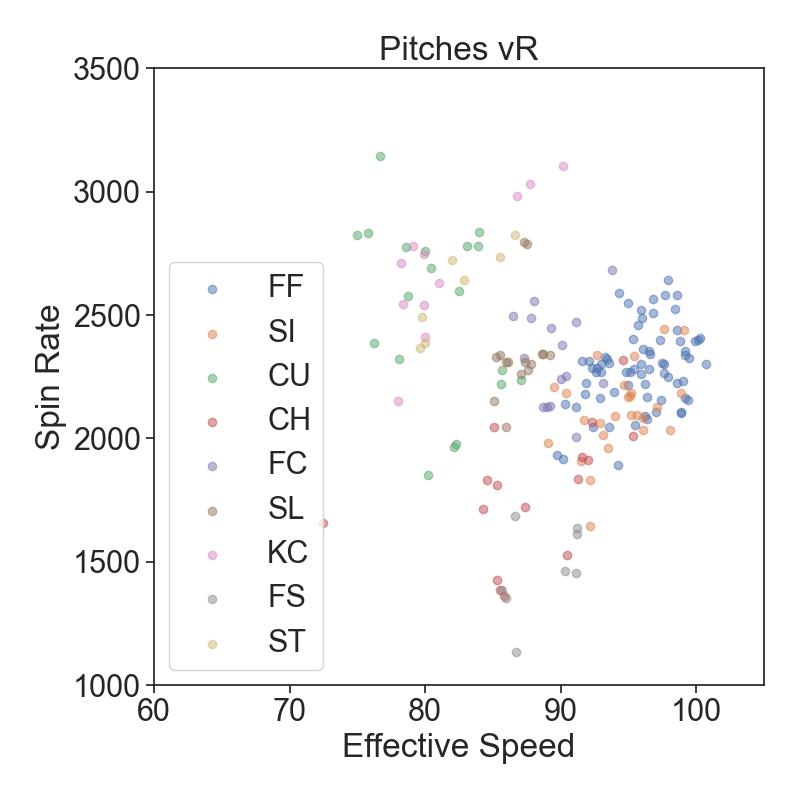 Pitches vR
3500
3000
2500
2000
1500
1000
Spin Rate
FF
SI
CU
CH
FC
SL
KC
FS
ST
60 70 80 90 100
Effective Speed